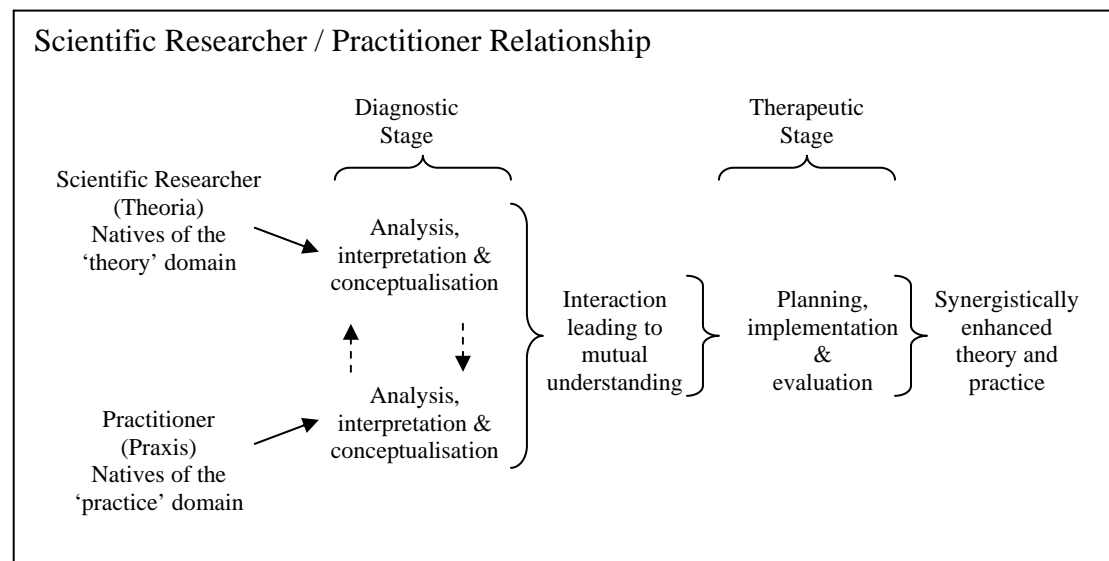 Scientific Researcher / Practitioner Relationship
Diagnostic
Stage
Therapeutic
Stage
Scientific Researcher
(Theoria)
Natives of the
‘theory’ domain
Analysis,
interpretation &
conceptualisation
Practitioner
(Praxis)
Natives of the
‘practice’ domain
Analysis,
interpretation &
conceptualisation
Interaction
leading to
mutual
understanding
Planning,
implementation
&
evaluation
Synergistically
enhanced
theory and
practice